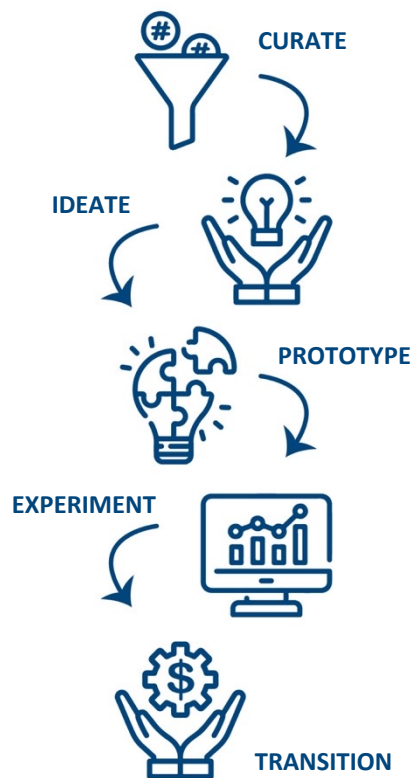 #
#
CURATE
IDEATE
PROTOTYPE
EXPERIMENT
$
TRANSITION